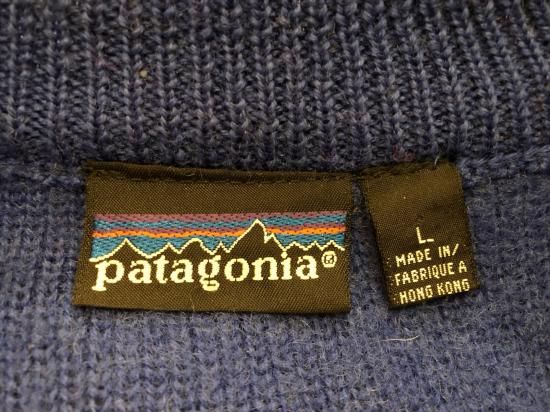 patagonia®
L
MADE IN/
FABRIQUE A
HONG KONG